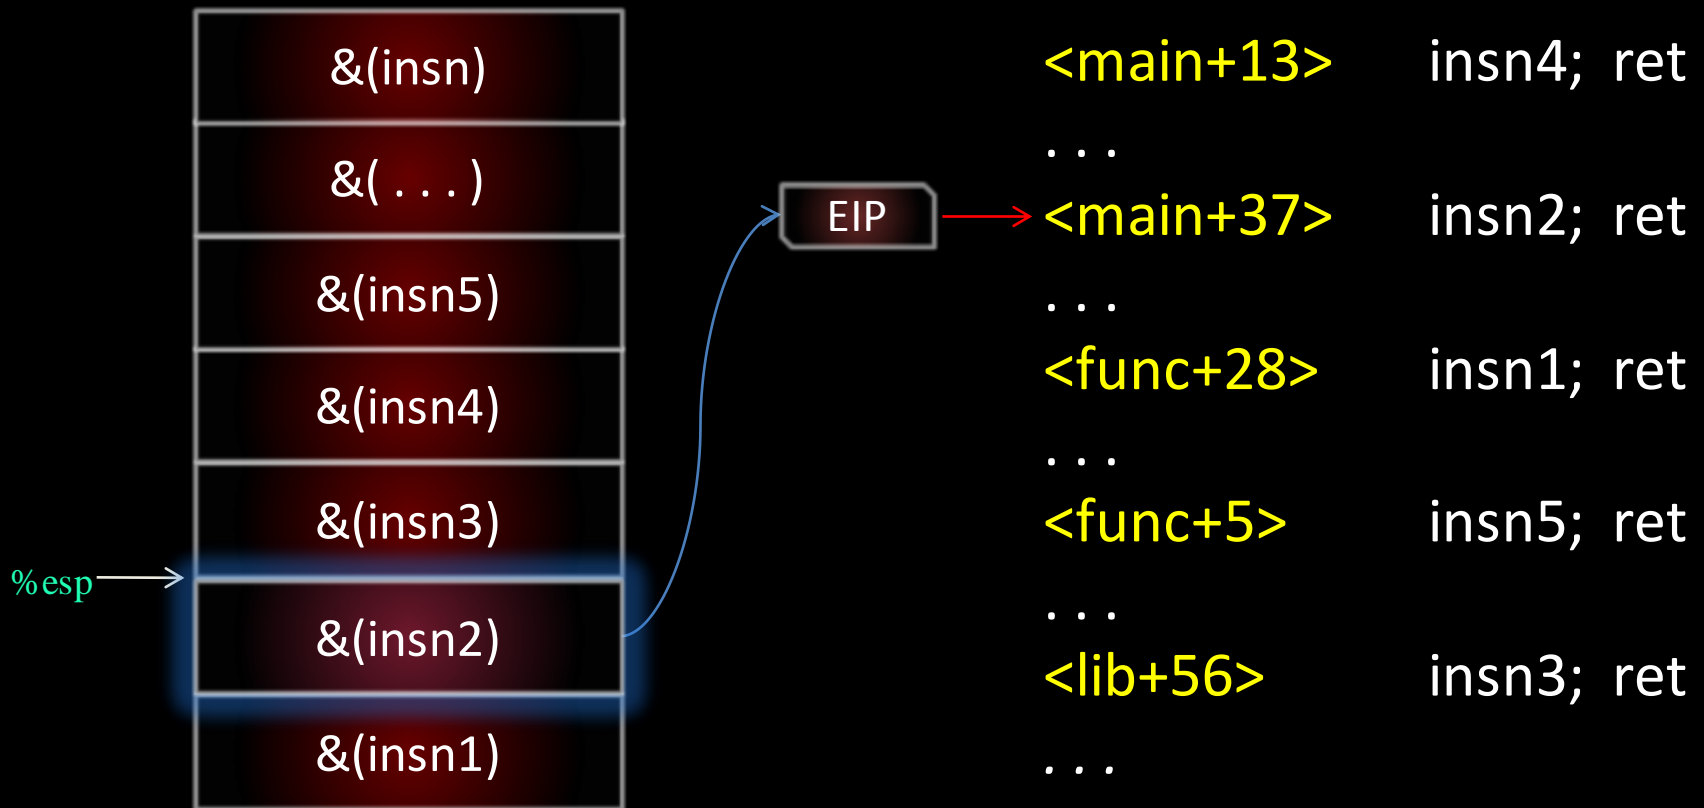 &(insn)
&( . . . )
&(insn5)
&(insn4)
&(insn3)
%esp
&(insn2)
&(insn1)
EIP
<main+13> insn4; ret
. . .
<main+37> insn2; ret
. . .
<func+28> insn1; ret
. . .
<func+5> insn5; ret
. . .
<lib+56> insn3; ret
. . .